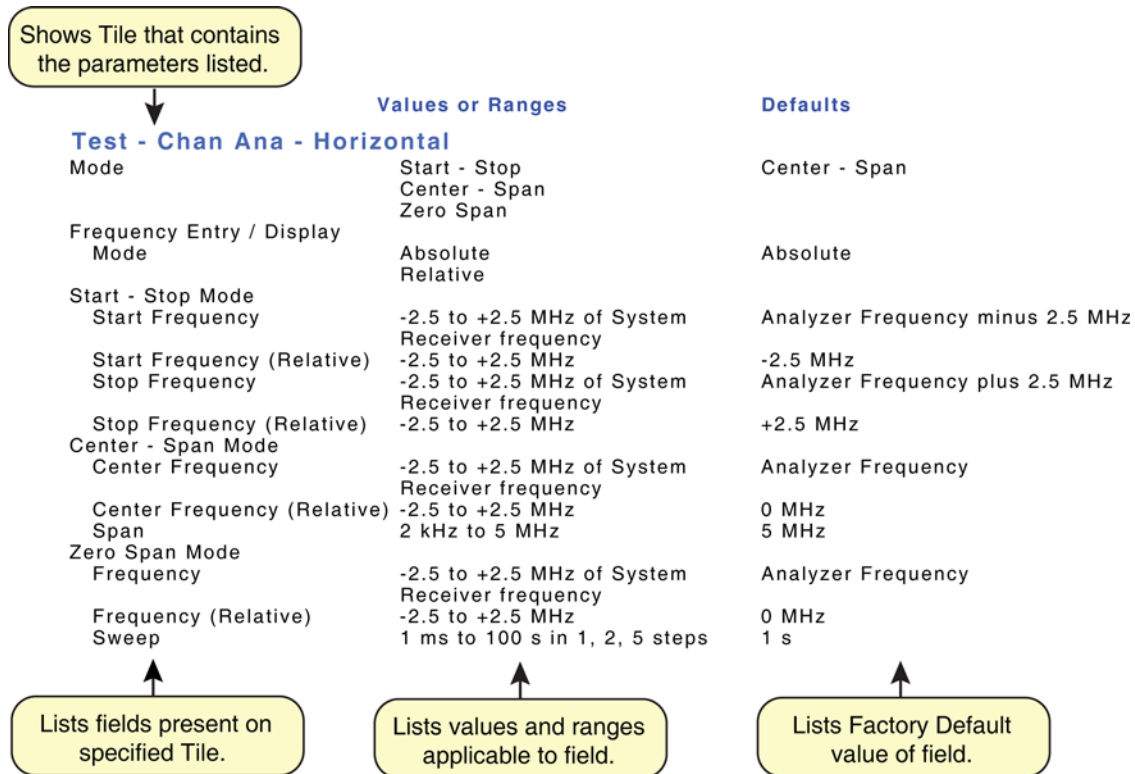 Shows Tile that contains
the parameters listed.
Values or Ranges Defaults
Test - Chan Ana - Horizontal
Mode Start - Stop Center - Span
Center - Span
Zero Span
Frequency Entry / Display
Mode Absolute Absolute
Relative
Start - Stop Mode
Start Frequency -2.5 to +2.5 MHz of System Analyzer Frequency minus 2.5 MHz
Receiver frequency
Start Frequency (Relative) -2.5 to +2.5 MHz -2.5 MHz
Stop Frequency -2.5 to +2.5 MHz of System Analyzer Frequency plus 2.5 MHz
Receiver frequency
Stop Frequency (Relative) -2.5 to +2.5 MHz +2.5 MHz
Center - Span Mode
Center Frequency -2.5 to +2.5 MHz of System Analyzer Frequency
Receiver frequency
Center Frequency (Relative) -2.5 to +2.5 MHz 0 MHz
Span 2 kHz to 5 MHz 5 MHz
Zero Span Mode
Frequency -2.5 to +2.5 MHz of System Analyzer Frequency
Receiver frequency
Frequency (Relative) -2.5 to +2.5 MHz 0 MHz
Sweep 1 ms to 100 s in 1, 2, 5 steps 1 s
Lists fields present on
specified Tile.
Lists values and ranges
applicable to field.
Lists Factory Default
value of field.